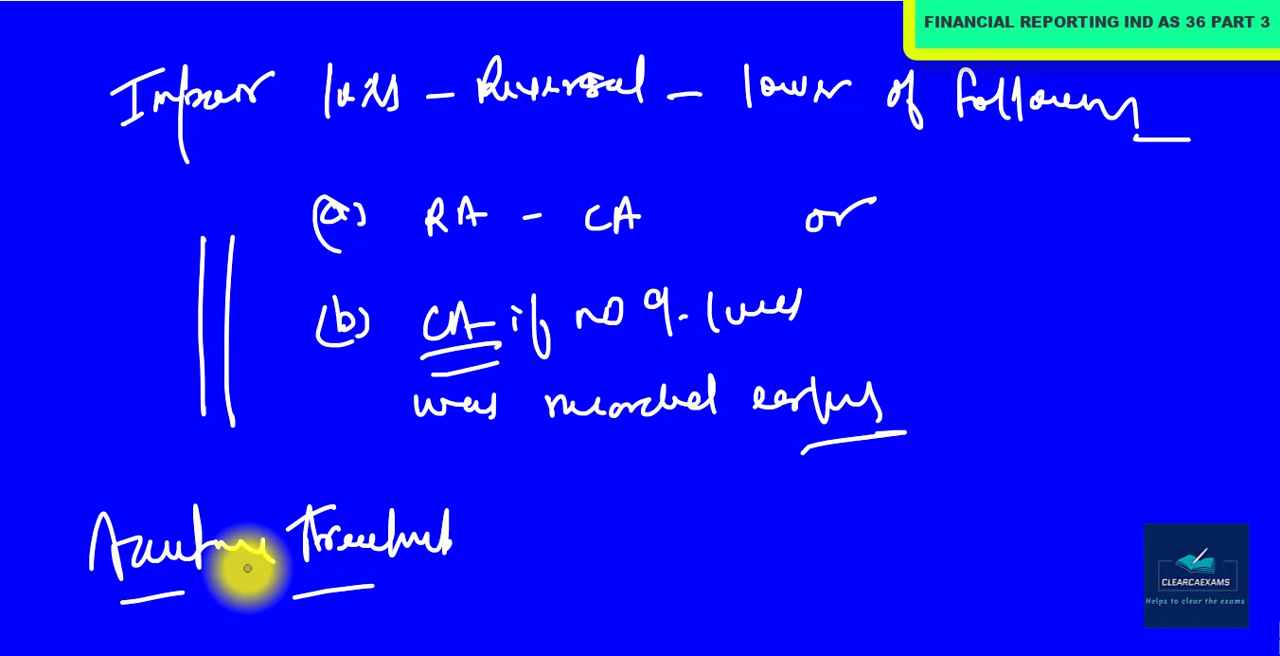 FINANCIAL REPORTING IND AS 36 PART 3
Impair loss - Reversal - lower of following
(a) RA - CA or
(b) CA if no I. loss
was recorded earlier
Accounting Treatment
CLEARCAEXAMS
Helps to clear the exams